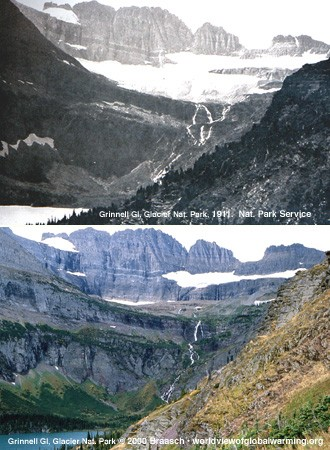 Grinnell Gl, Glacier Nat. Park, 1911. Nat. Park Service
Grinnell Gl, Glacier Nat. Park © 2000 Braasch · worldviewofglobalwarming.org